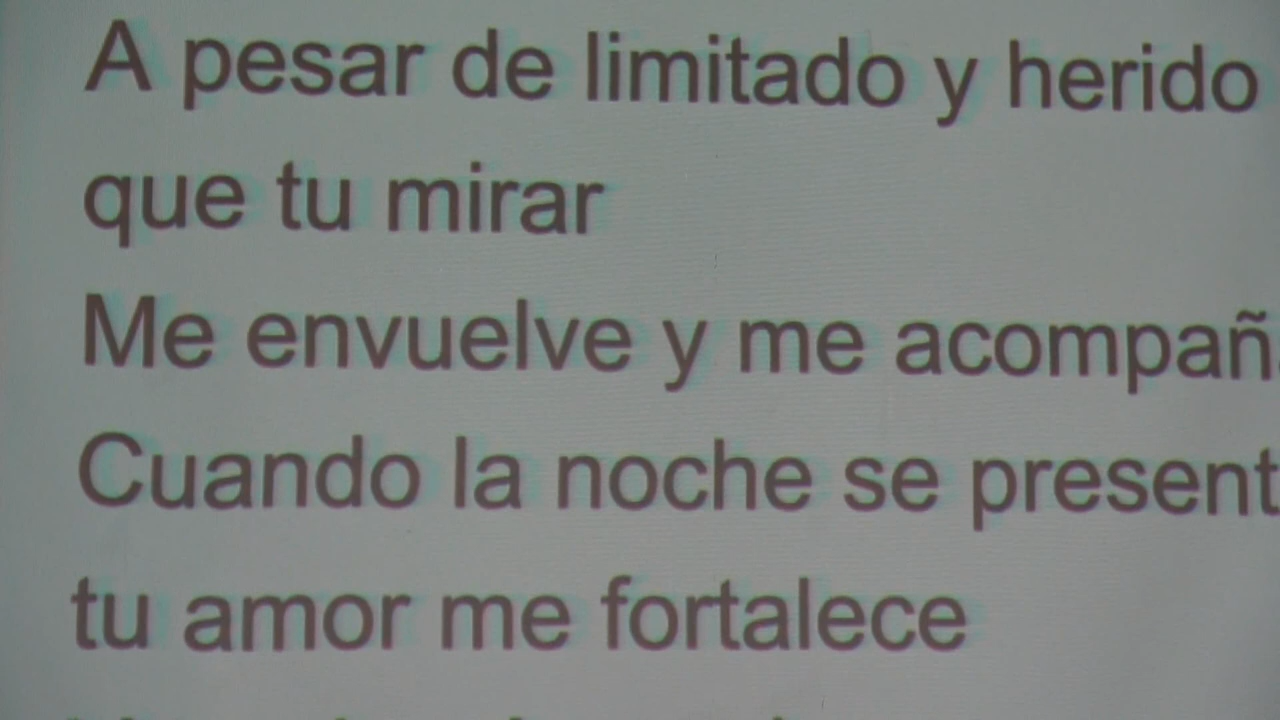 A pesar de limitado y herido
que tu mirar
Me envuelve y me acompañ
Cuando la noche se present
tu amor me fortalece